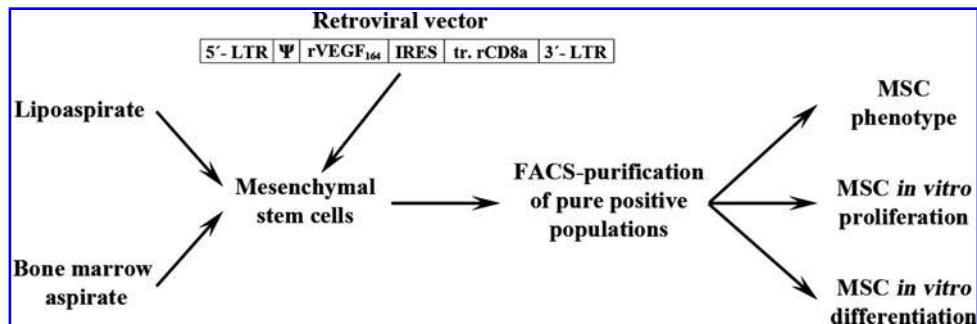 Retroviral vector
5´- LTR Ψ rVEGF₁₆₄ IRES tr. rCD8a 3´- LTR
Lipoaspirate
Bone marrow
aspirate
Mesenchymal
stem cells
FACS-purification
of pure positive
populations
MSC
phenotype
MSC in vitro
proliferation
MSC in vitro
differentiation